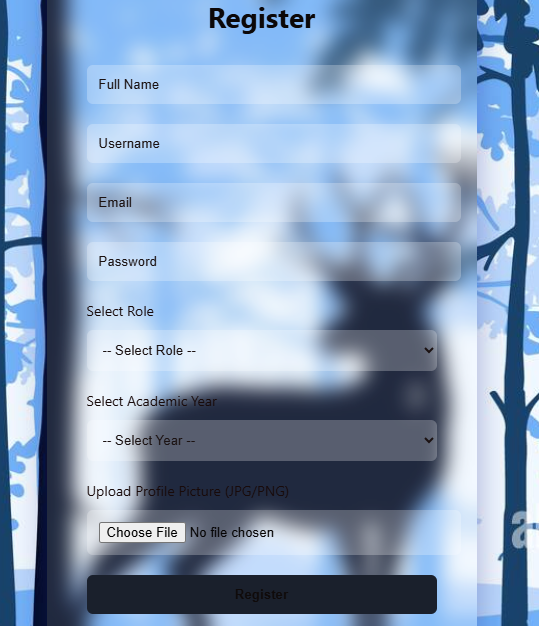 Register
Full Name
Username
Email
Password
Select Role
-- Select Role --
Select Academic Year
-- Select Year --
Upload Profile Picture (JPG/PNG)
Choose File No file chosen
Register